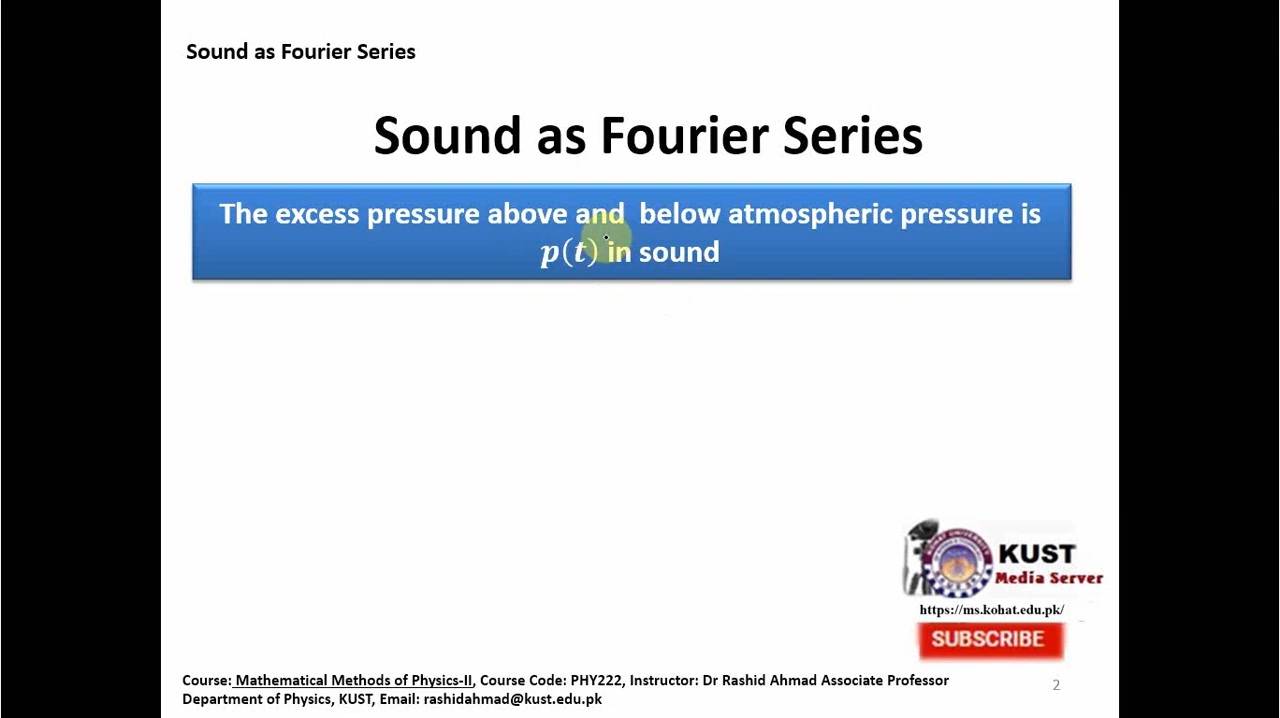 Sound as Fourier Series
Sound as Fourier Series
The excess pressure above and below atmospheric pressure is
p(t) in sound
KUST
Media Server
https://ms.kohat.edu.pk/
SUBSCRIBE
Course: Mathematical Methods of Physics-II, Course Code: PHY222, Instructor: Dr Rashid Ahmad Associate Professor
Department of Physics, KUST, Email: rashidahmad@kust.edu.pk
2